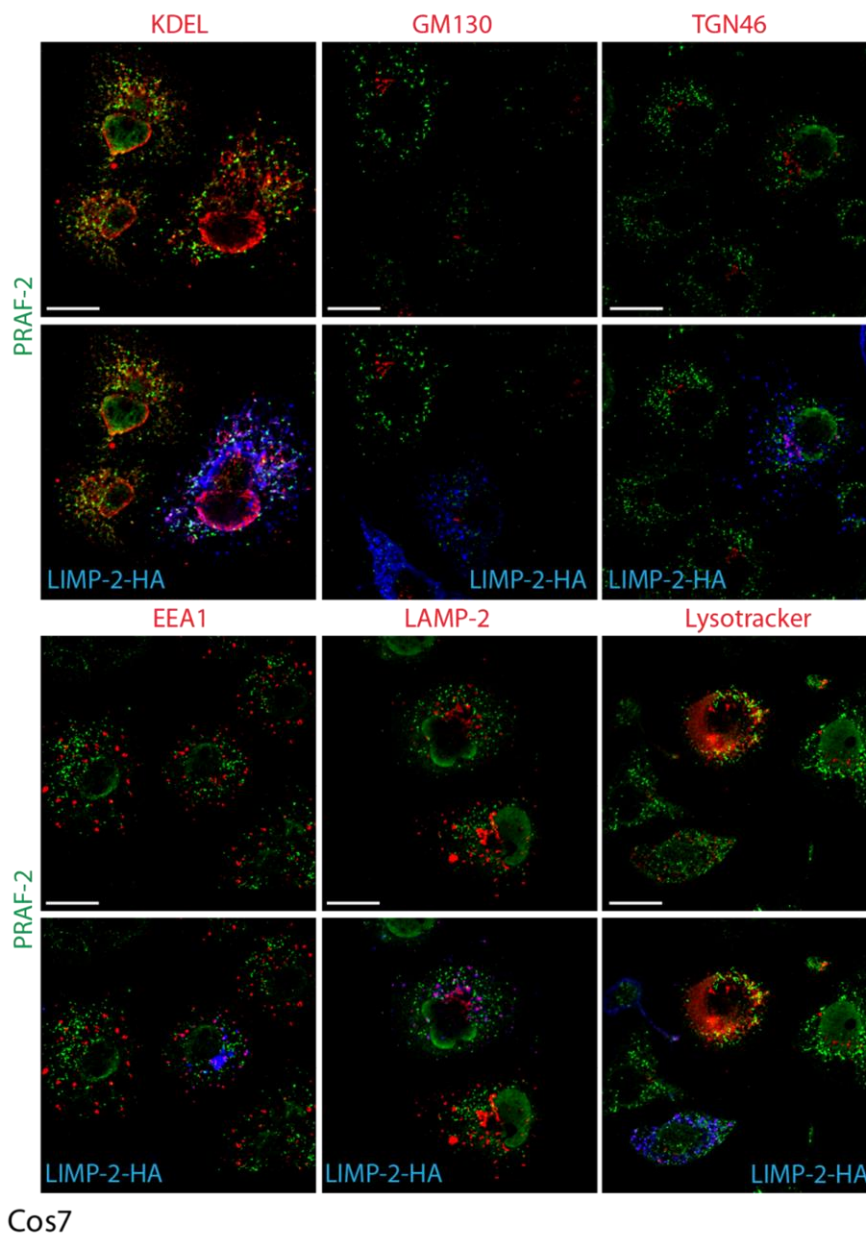 KDEL GM130 TGN46
PRAF-2
LIMP-2-HA LIMP-2-HA LIMP-2-HA
EEA1 LAMP-2 Lysotracker
PRAF-2
LIMP-2-HA LIMP-2-HA LIMP-2-HA
Cos7